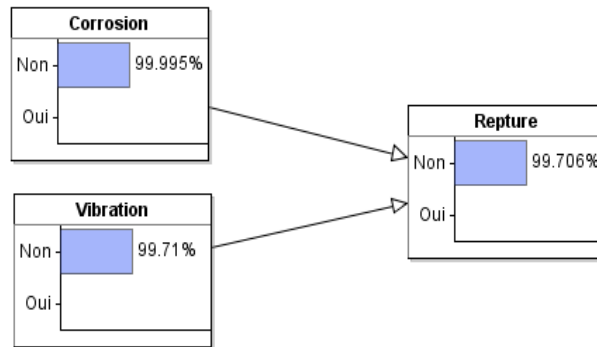 Corrosion
Non 99.995%
Oui
Vibration
Non 99.71%
Oui
Repture
Non 99.706%
Oui